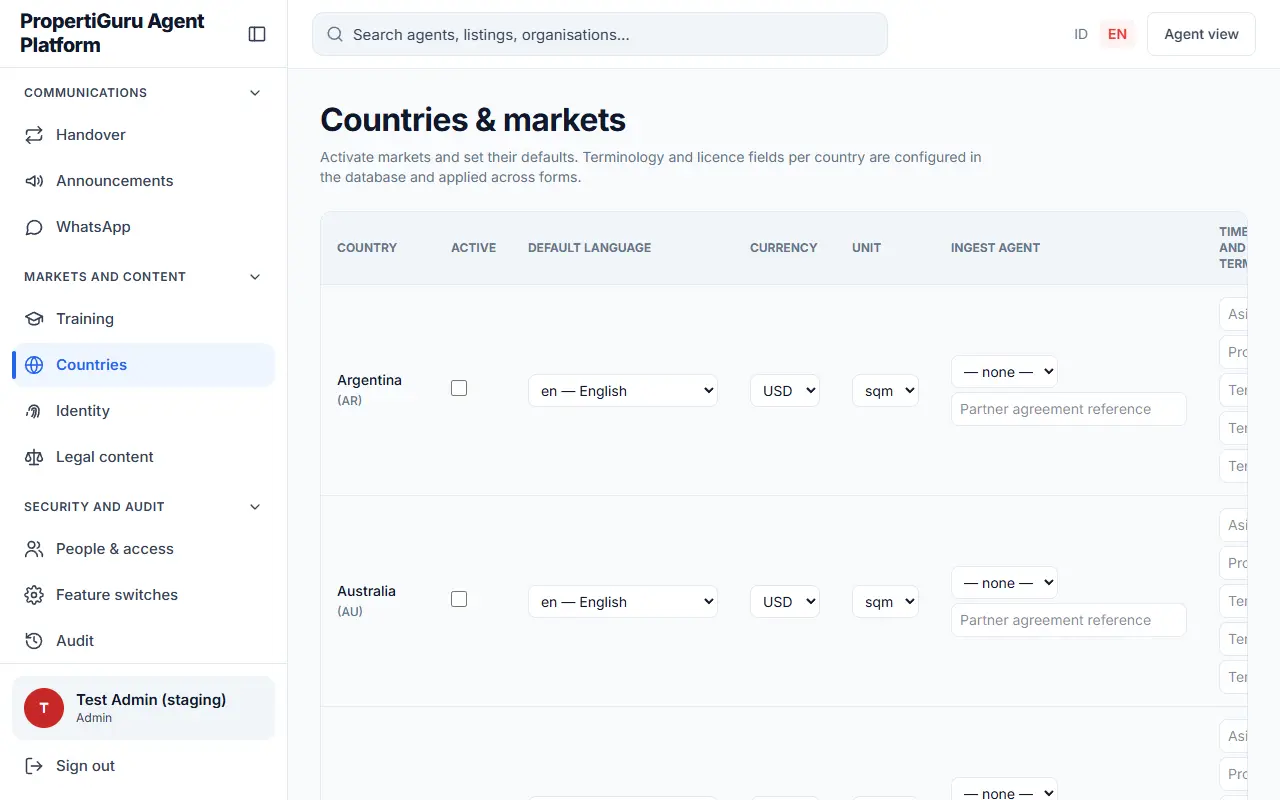 PropertiGuru Agent
Platform
COMMUNICATIONS
Handover
Announcements
WhatsApp
MARKETS AND CONTENT
Training
Countries
Identity
Legal content
SECURITY AND AUDIT
People & access
Feature switches
Audit
T
Test Admin (staging)
Admin
Sign out
Search agents, listings, organisations...
ID
EN
Agent view
Countries & markets
Activate markets and set their defaults. Terminology and licence fields per country are configured in
the database and applied across forms.
COUNTRY
ACTIVE
DEFAULT LANGUAGE
CURRENCY
UNIT
INGEST AGENT
TIME
AND
Argentina
(AR)
en — English
USD
sqm
— none —
Partner agreement reference
Australia
(AU)
en — English
USD
sqm
— none —
Partner agreement reference
— none —